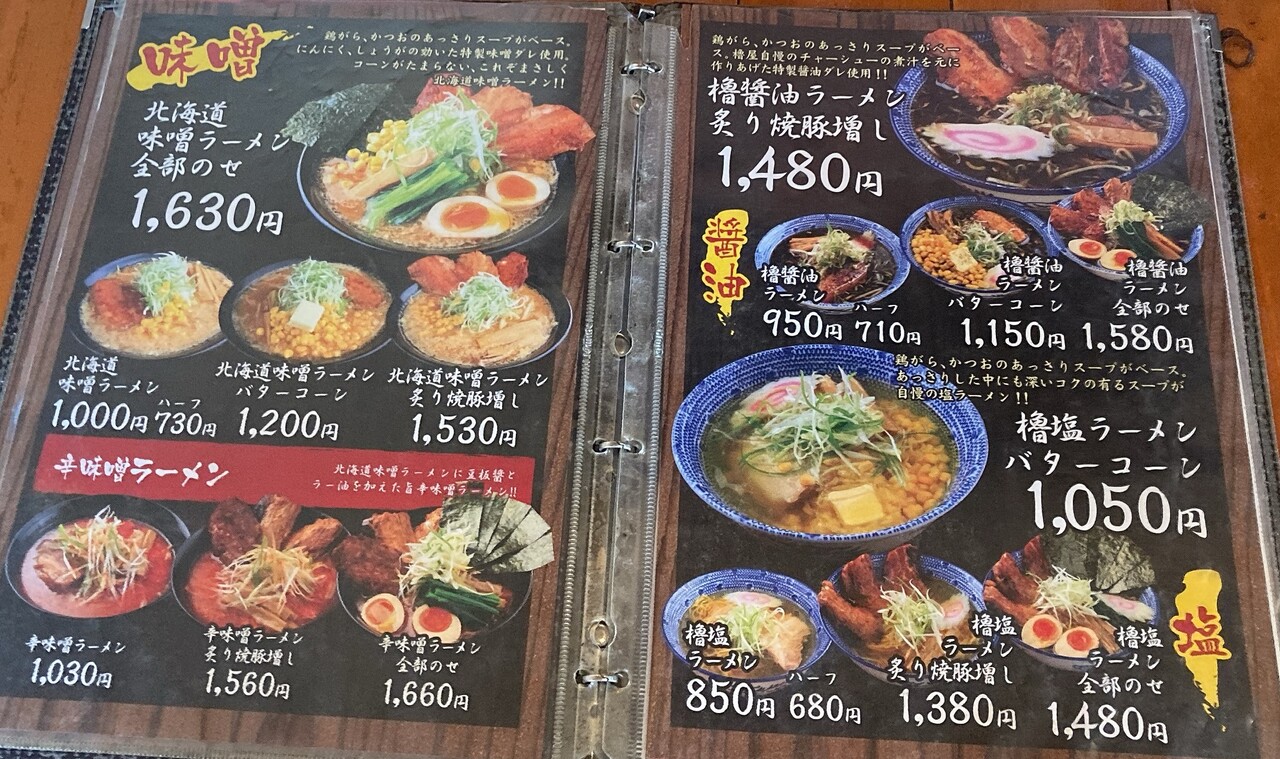 味噌
鶏がら、かつおのあっさりスープがベース。
にんにく、しょうがの効いた特製味噌ダレ使用。
コーンがたまらない、これぞまさしく
北海道味噌ラーメン!!
北海道
味噌ラーメン
全部のせ
1,630円
北海道
味噌ラーメン
1,000円 ハーフ 730円
北海道味噌ラーメン
バターコーン
1,200円
北海道味噌ラーメン
炙り焼豚増し
1,530円
辛味噌ラーメン
北海道味噌ラーメンに豆板醤と
ラー油を加えた旨辛味噌ラーメン!!
辛味噌ラーメン
1,030円
辛味噌ラーメン
炙り焼豚増し
1,560円
辛味噌ラーメン
全部のせ
1,660円
鶏がら、かつおのあっさりスープがベー
ス。櫓屋自慢のチャーシューの煮汁を元に
作りあげた特製醤油ダレ使用!!
櫓醤油ラーメン
炙り焼豚増し
1,480円
醤油
櫓醤油
ラーメン
950円 ハーフ 710円
櫓醤油
ラーメン
バターコーン
1,150円
櫓醤油
ラーメン
全部のせ
1,580円
鶏がら、かつおのあっさりスープがベース。
あっさりした中にも深いコクの有るスープが
自慢の塩ラーメン!!
櫓塩ラーメン
バターコーン
1,050円
塩
櫓塩
ラーメン
850円 ハーフ 680円
櫓塩
ラーメン
炙り焼豚増し
1,380円
櫓塩
ラーメン
全部のせ
1,480円